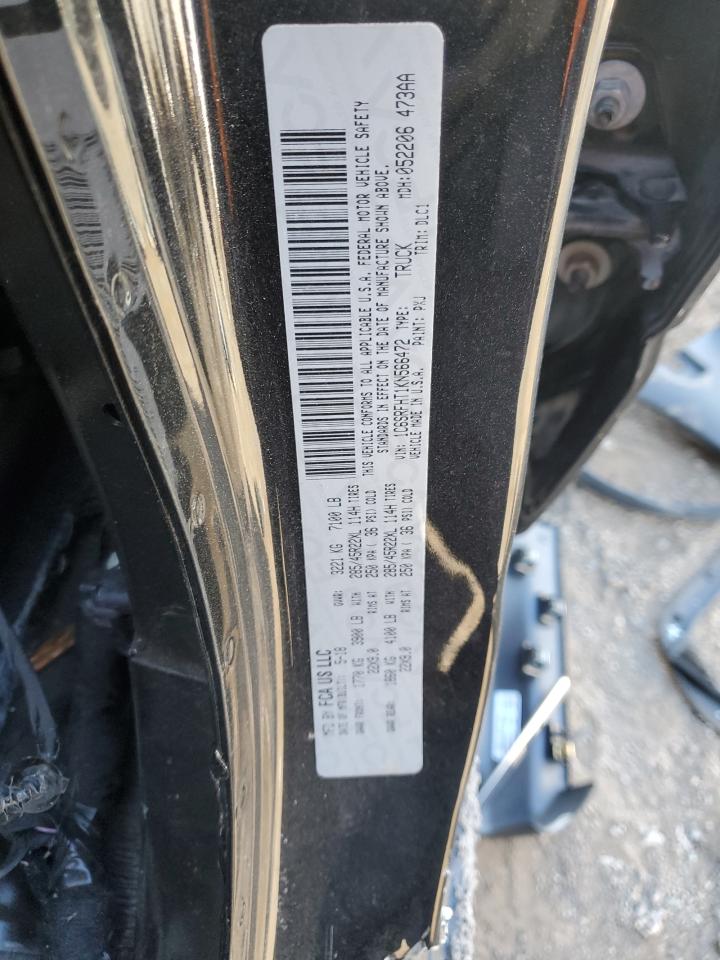 MFD BY: FCA US LLC
DATE OF MFR(BUILT): 5-18 GVWR: 3221 KG 7100 LB
GAWR FRONT: 1770 KG 3900 LB WITH 285/45R22XL 114H TIRES
22X9.0 RIMS AT 250 KPA ( 36 PSI) COLD
GAWR REAR: 1860 KG 4100 LB WITH 285/45R22XL 114H TIRES
22X9.0 RIMS AT 250 KPA ( 36 PSI) COLD
THIS VEHICLE CONFORMS TO ALL APPLICABLE U.S.A. FEDERAL MOTOR VEHICLE SAFETY
STANDARDS IN EFFECT ON THE DATE OF MANUFACTURE SHOWN ABOVE.
VIN: 1C6SRFHT1KN566472 TYPE: TRUCK MDH:052206 473AA
VEHICLE MADE IN U.S.A. PAINT: PXJ TRIM: DLC1